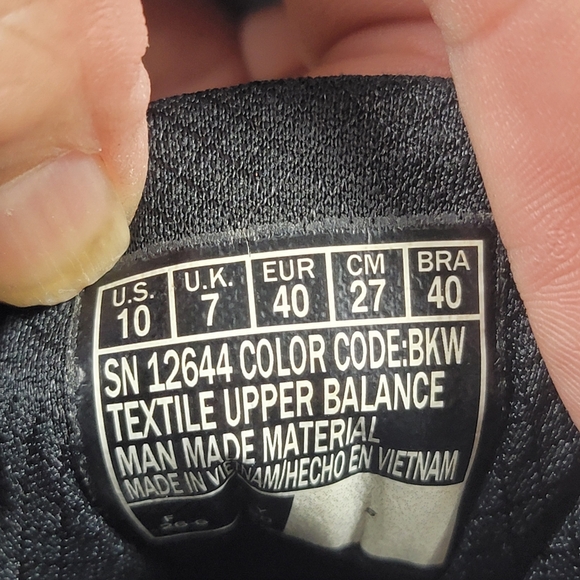 U.S. U.K. EUR CM BRA
10 7 40 27 40
SN 12644 COLOR CODE:BKW
TEXTILE UPPER BALANCE
MAN MADE MATERIAL
MADE IN VIETNAM/HECHO EN VIETNAM